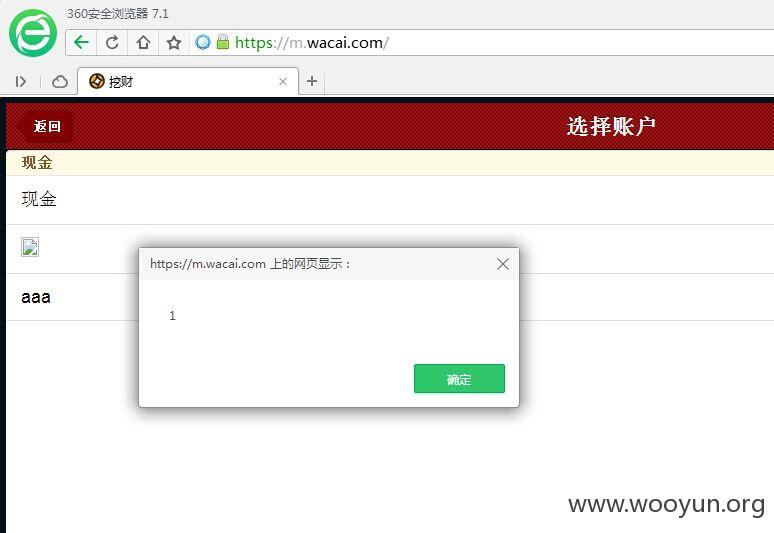 360安全浏览器 7.1
https://m.wacai.com/
挖财
返回
选择账户
现金
现金
https://m.wacai.com 上的网页显示：
1
确定
aaa
www.wooyun.org